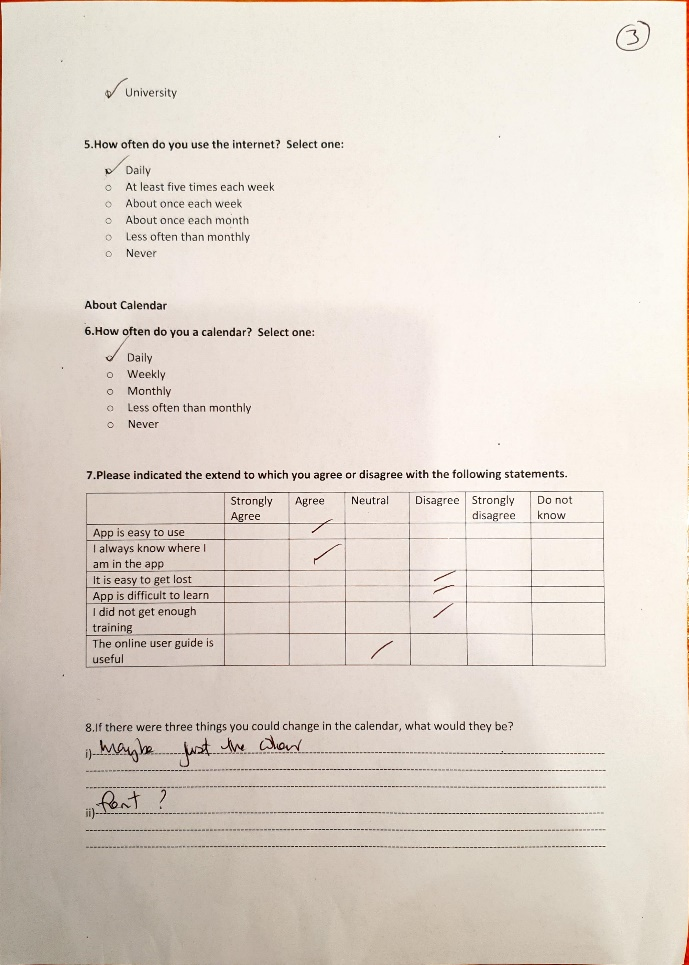 3
University
5.How often do you use the internet? Select one:
Daily
At least five times each week
About once each week
About once each month
Less often than monthly
Never
About Calendar
6.How often do you a calendar? Select one:
Daily
Weekly
Monthly
Less often than monthly
Never
7.Please indicated the extend to which you agree or disagree with the following statements.
Strongly Agree Neutral Disagree Strongly Do not
Agree disagree know
App is easy to use
I always know where I
am in the app
It is easy to get lost
App is difficult to learn
I did not get enough
training
The online user guide is
useful
8.If there were three things you could change in the calendar, what would they be?
i) maybe just the
ii) font ?